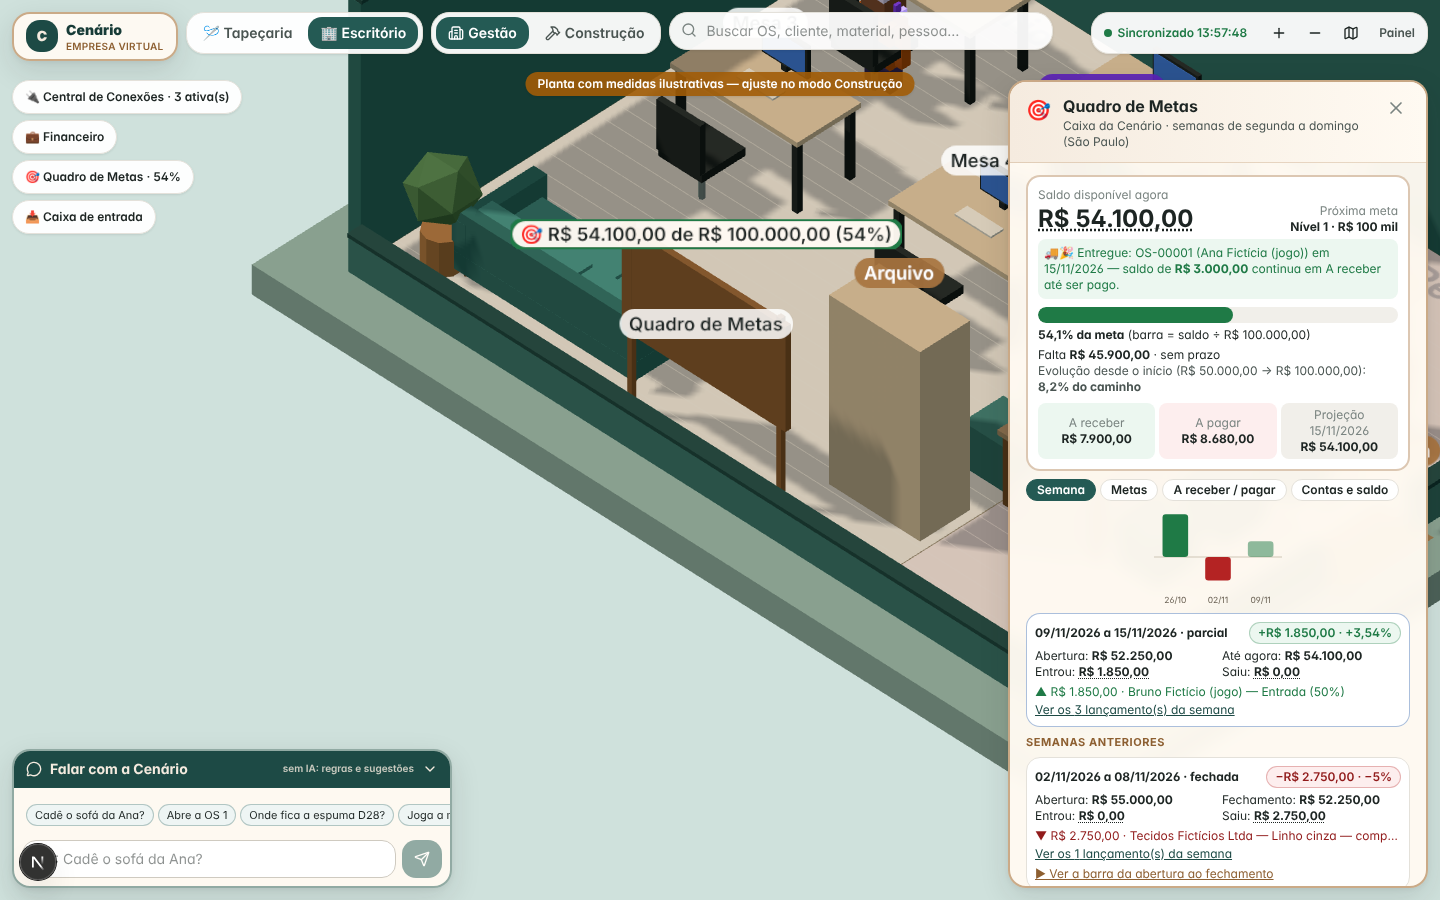 C
Cenário
EMPRESA VIRTUAL
🪡 Tapeçaria
🏢 Escritório
Gestão
Construção
Buscar OS, cliente, material, pessoa...
Sincronizado 13:57:48
Painel
Planta com medidas ilustrativas — ajuste no modo Construção
🔌 Central de Conexões · 3 ativa(s)
💼 Financeiro
🎯 Quadro de Metas · 54%
📥 Caixa de entrada
Mesa 4
🎯 R$ 54.100,00 de R$ 100.000,00 (54%)
Arquivo
Quadro de Metas
🎯 Quadro de Metas
Caixa da Cenário · semanas de segunda a domingo
(São Paulo)
Saldo disponível agora
R$ 54.100,00
Próxima meta
Nível 1 · R$ 100 mil
🚚🎉 Entregue: OS-00001 (Ana Fictícia (jogo)) em
15/11/2026 — saldo de R$ 3.000,00 continua em A receber
até ser pago.
54,1% da meta (barra = saldo ÷ R$ 100.000,00)
Falta R$ 45.900,00 · sem prazo
Evolução desde o início (R$ 50.000,00 → R$ 100.000,00):
8,2% do caminho
A receber
R$ 7.900,00
A pagar
R$ 8.680,00
Projeção
15/11/2026
R$ 54.100,00
Semana
Metas
A receber / pagar
Contas e saldo
26/10 02/11 09/11
09/11/2026 a 15/11/2026 · parcial
+R$ 1.850,00 · +3,54%
Abertura: R$ 52.250,00
Até agora: R$ 54.100,00
Entrou: R$ 1.850,00
Saiu: R$ 0,00
▲ R$ 1.850,00 · Bruno Fictício (jogo) — Entrada (50%)
Ver os 3 lançamento(s) da semana
SEMANAS ANTERIORES
02/11/2026 a 08/11/2026 · fechada
−R$ 2.750,00 · −5%
Abertura: R$ 55.000,00
Fechamento: R$ 52.250,00
Entrou: R$ 0,00
Saiu: R$ 2.750,00
▼ R$ 2.750,00 · Tecidos Fictícios Ltda — Linho cinza — comp...
Ver os 1 lançamento(s) da semana
▶ Ver a barra da abertura ao fechamento
Falar com a Cenário
sem IA: regras e sugestões
Cadê o sofá da Ana?
Abre a OS 1
Onde fica a espuma D28?
Joga a
N
Cadê o sofá da Ana?